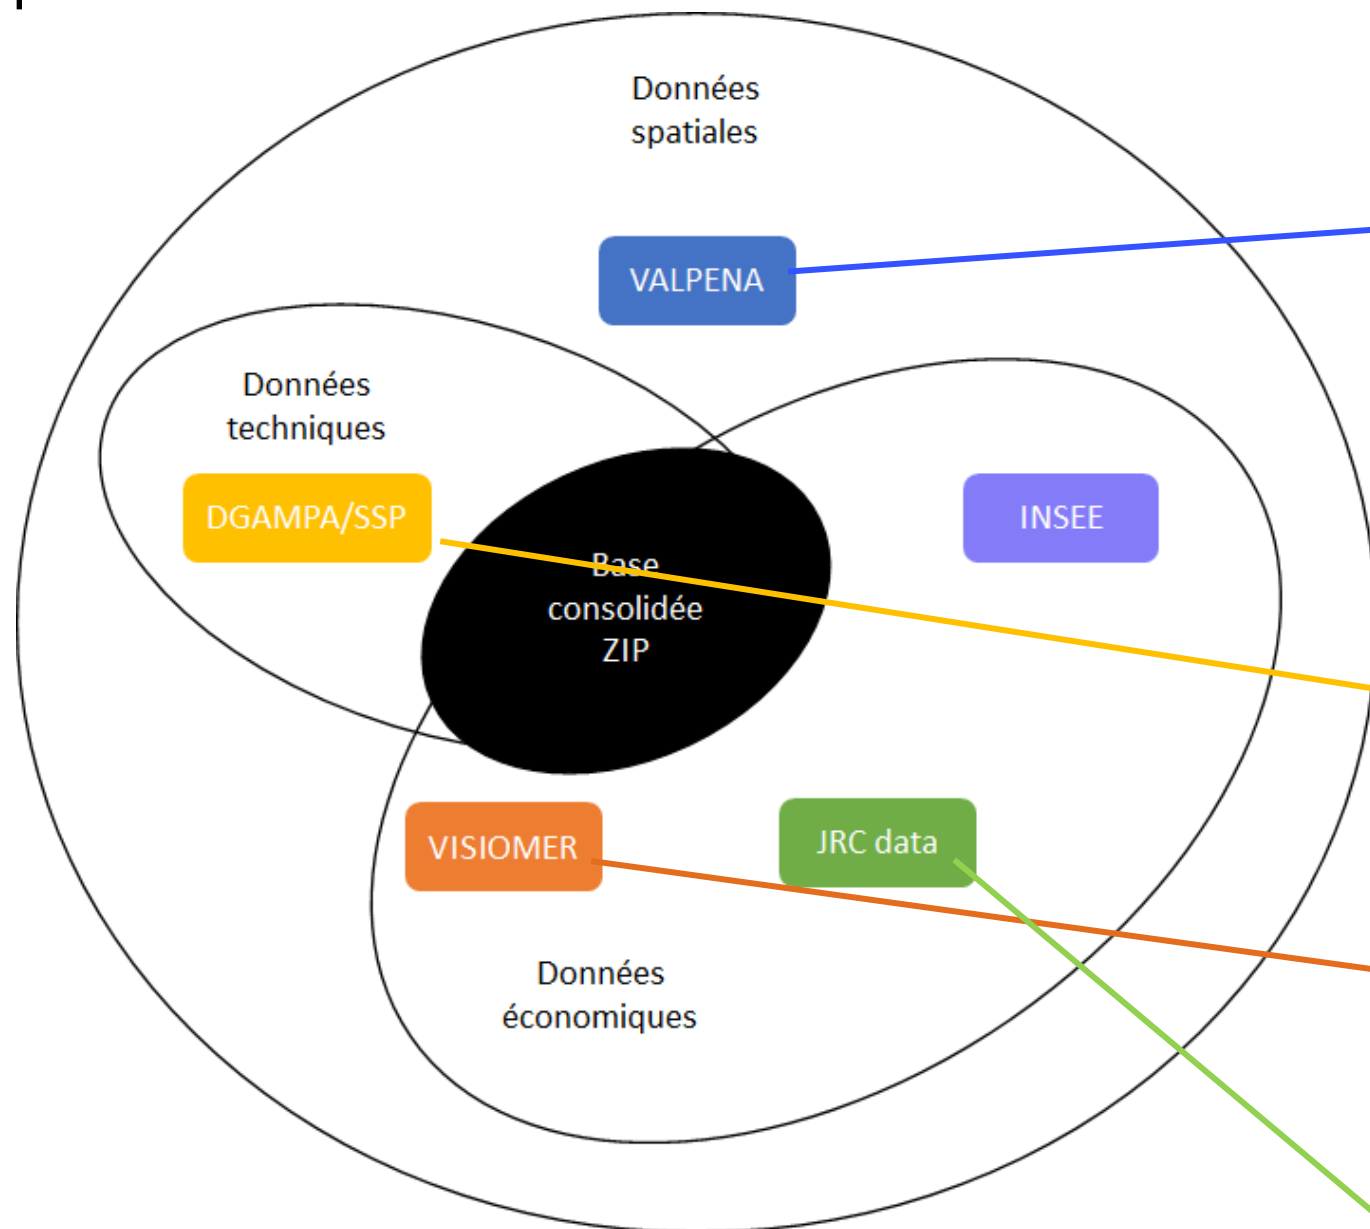 Données
spatiales
VALPENA
Données
techniques
DGAMPA/SSP
INSEE
Base
consolidée
ZIP
VISIOMER
JRC data
Données
économiques